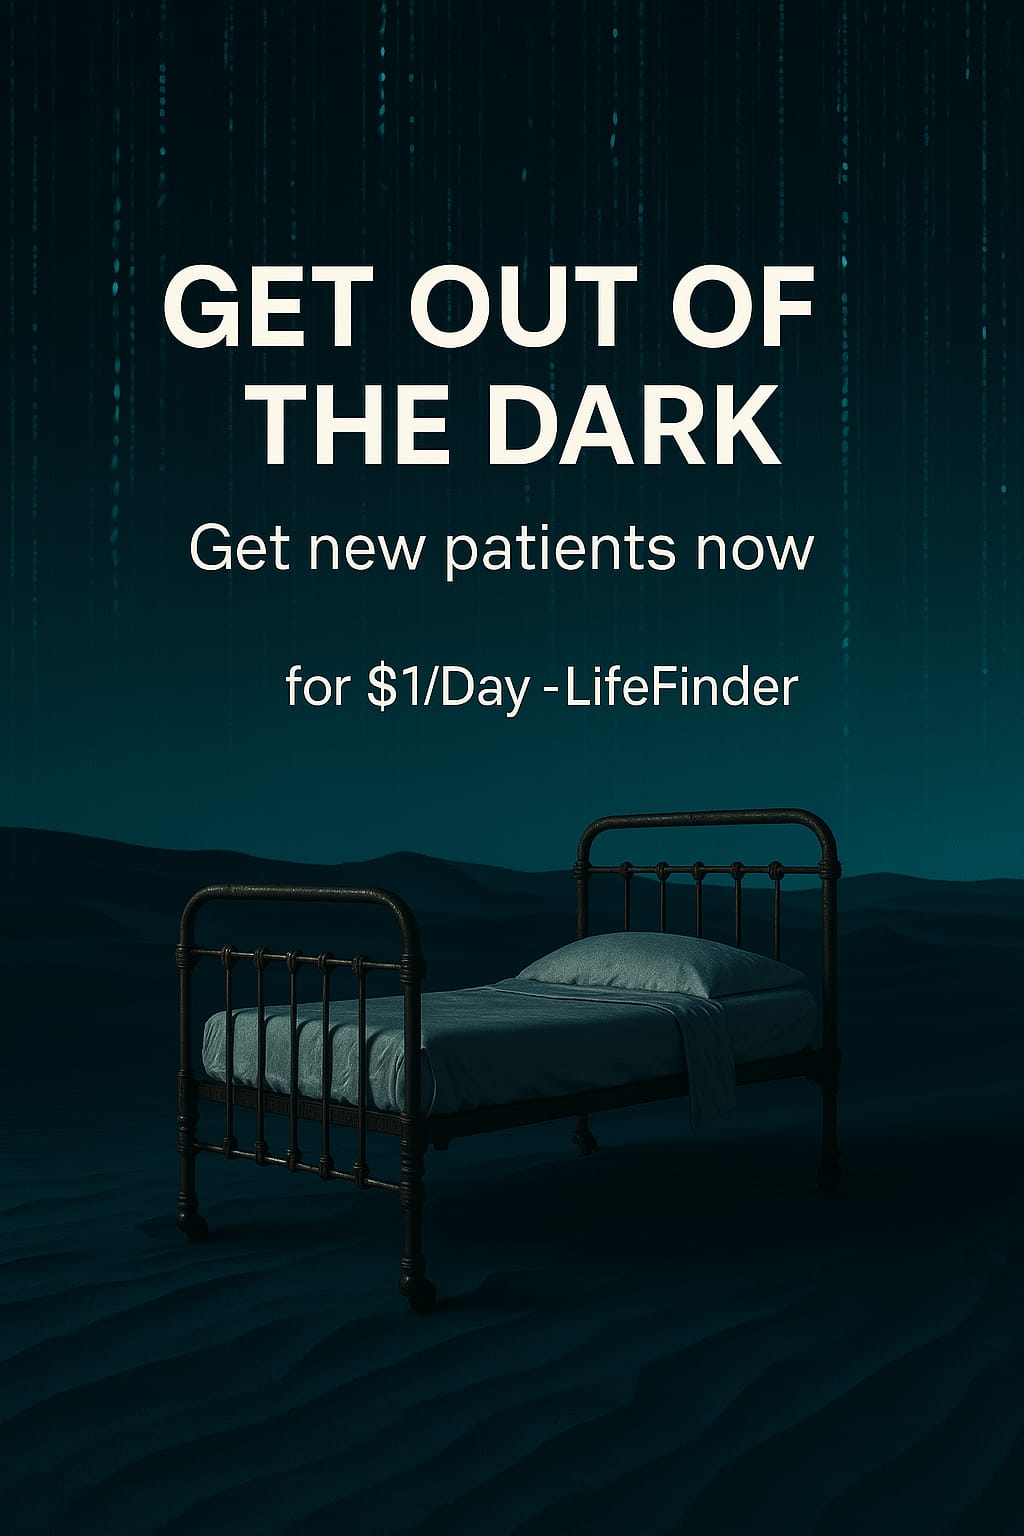 GET OUT OF
THE DARK
Get new patients now
for $1/Day -LifeFinder